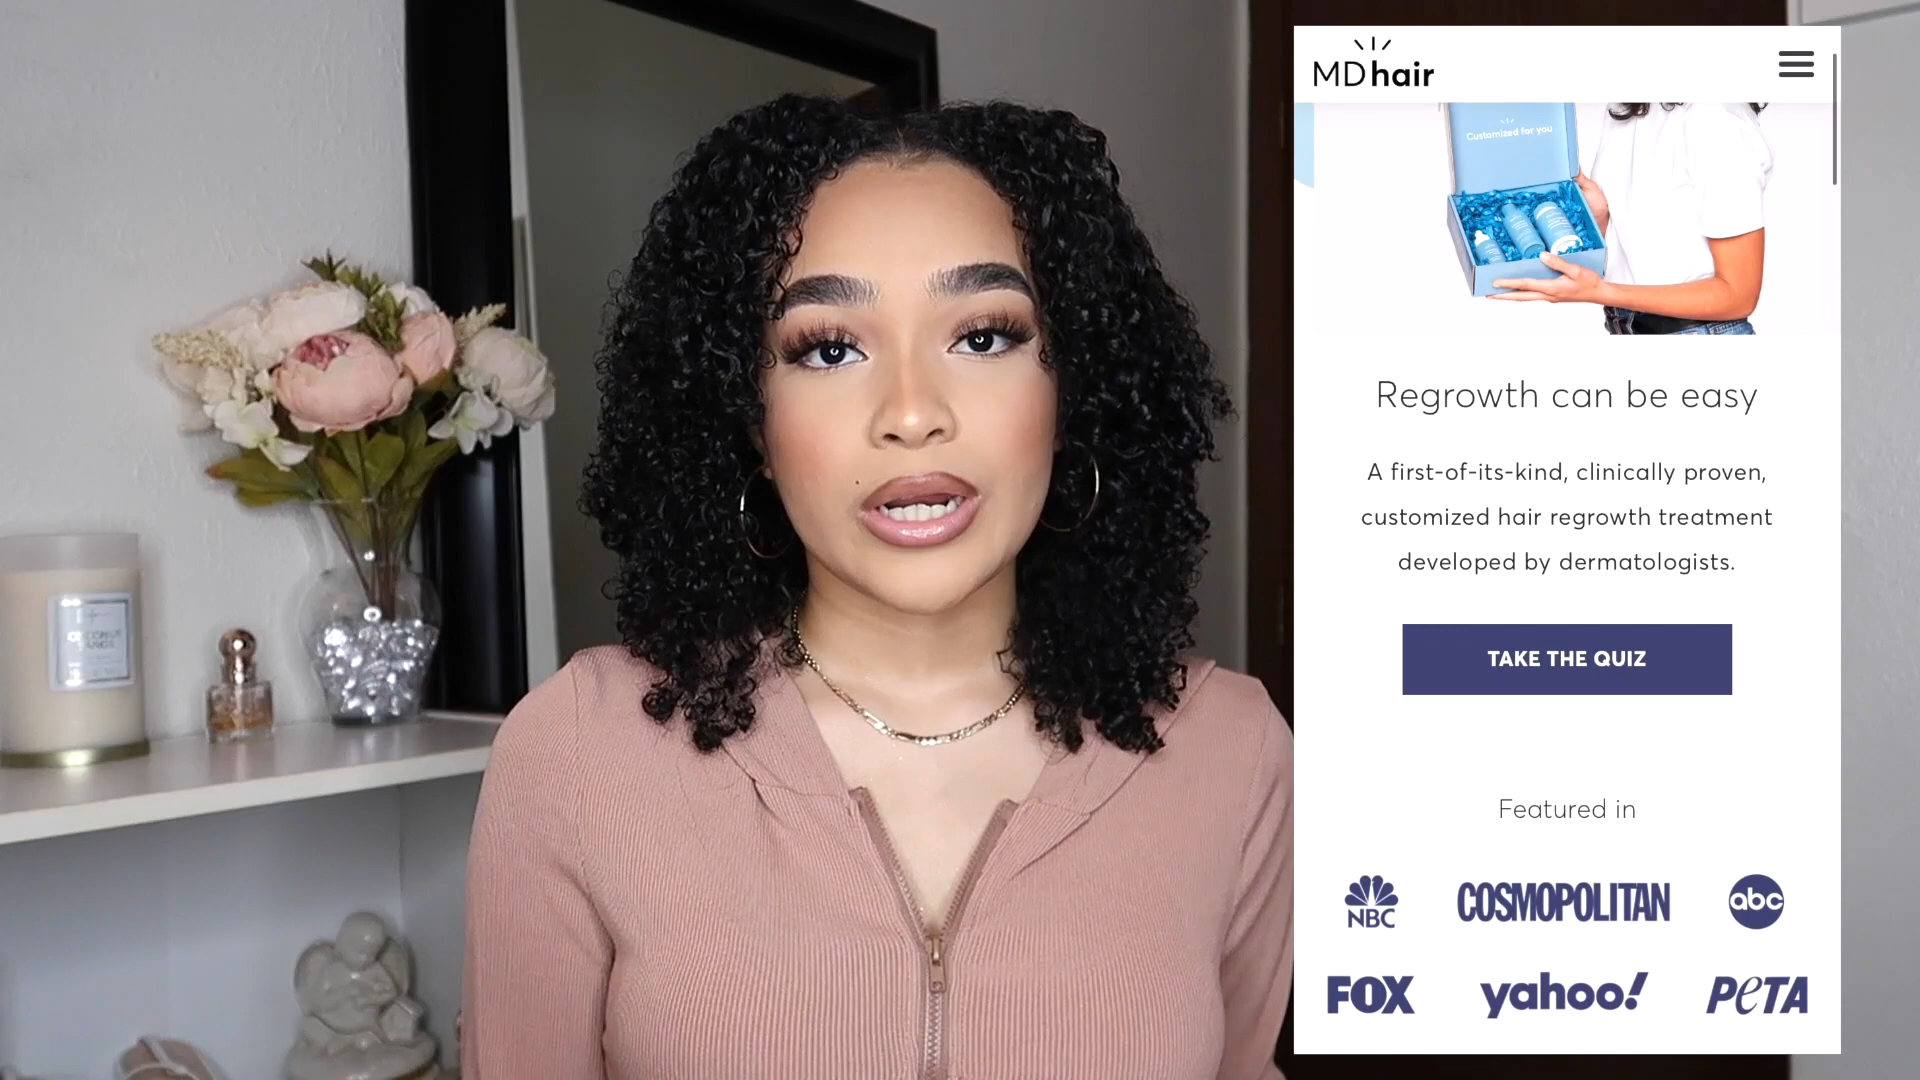 MDhair
Customized for you
Regrowth can be easy
A first-of-its-kind, clinically proven,
customized hair regrowth treatment
developed by dermatologists.
TAKE THE QUIZ
Featured in
NBC
COSMOPOLITAN
abc
FOX
yahoo!
PETA